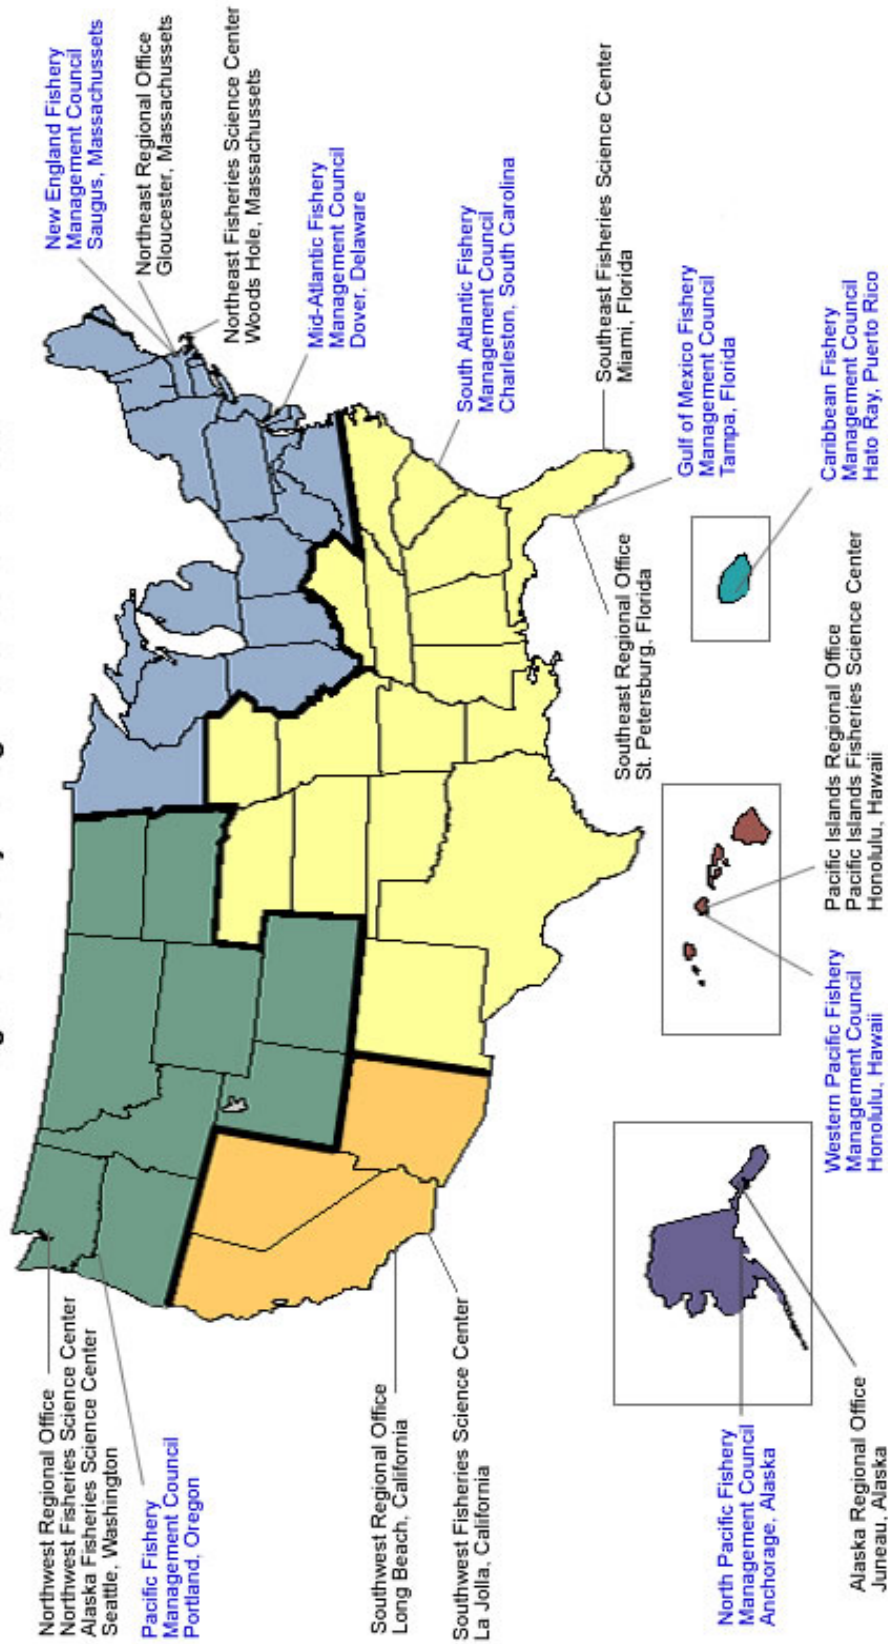 Northwest Regional Office
Northwest Fisheries Science Center
Alaska Fisheries Science Center
Seattle, Washington
Pacific Fishery
Management Council
Portland, Oregon
Southwest Regional Office
Long Beach, California
Southwest Fisheries Science Center
La Jolla, California
North Pacific Fishery
Management Council
Anchorage, Alaska
Alaska Regional Office
Juneau, Alaska
Western Pacific Fishery
Management Council
Honolulu, Hawaii
Pacific Islands Regional Office
Pacific Islands Fisheries Science Center
Honolulu, Hawaii
Southeast Regional Office
St. Petersburg, Florida
Caribbean Fishery
Management Council
Hato Ray, Puerto Rico
Gulf of Mexico Fishery
Management Council
Tampa, Florida
Southeast Fisheries Science Center
Miami, Florida
South Atlantic Fishery
Management Council
Charleston, South Carolina
Mid-Atlantic Fishery
Management Council
Dover, Delaware
Northeast Fisheries Science Center
Woods Hole, Massachussets
Northeast Regional Office
Gloucester, Massachussets
New England Fishery
Management Council
Saugus, Massachussets